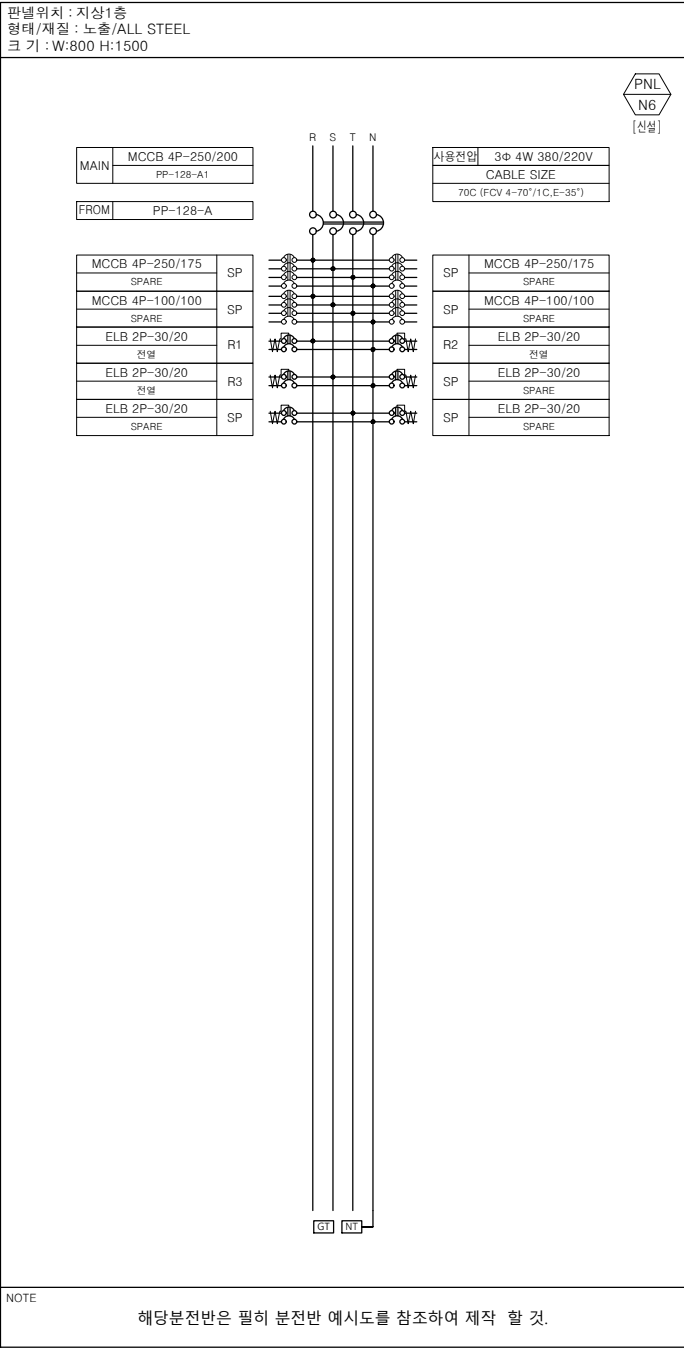 판넬위치 : 지상1층
형태/재질 : 노출/ALL STEEL
크 기 : W:800 H:1500
PNL
N6
[신설]
R S T N
MAIN MCCB 4P-250/200
PP-128-A1
FROM PP-128-A
사용전압 3Φ 4W 380/220V
CABLE SIZE
70C (FCV 4-70°/1C,E-35°)
MCCB 4P-250/175
SPARE
SP
MCCB 4P-100/100
SPARE
SP
ELB 2P-30/20
전열
R1
ELB 2P-30/20
전열
R3
ELB 2P-30/20
SPARE
SP
SP
MCCB 4P-250/175
SPARE
SP
MCCB 4P-100/100
SPARE
R2
ELB 2P-30/20
전열
SP
ELB 2P-30/20
SPARE
SP
ELB 2P-30/20
SPARE
GT NT
NOTE
해당분전반은 필히 분전반 예시도를 참조하여 제작 할 것.